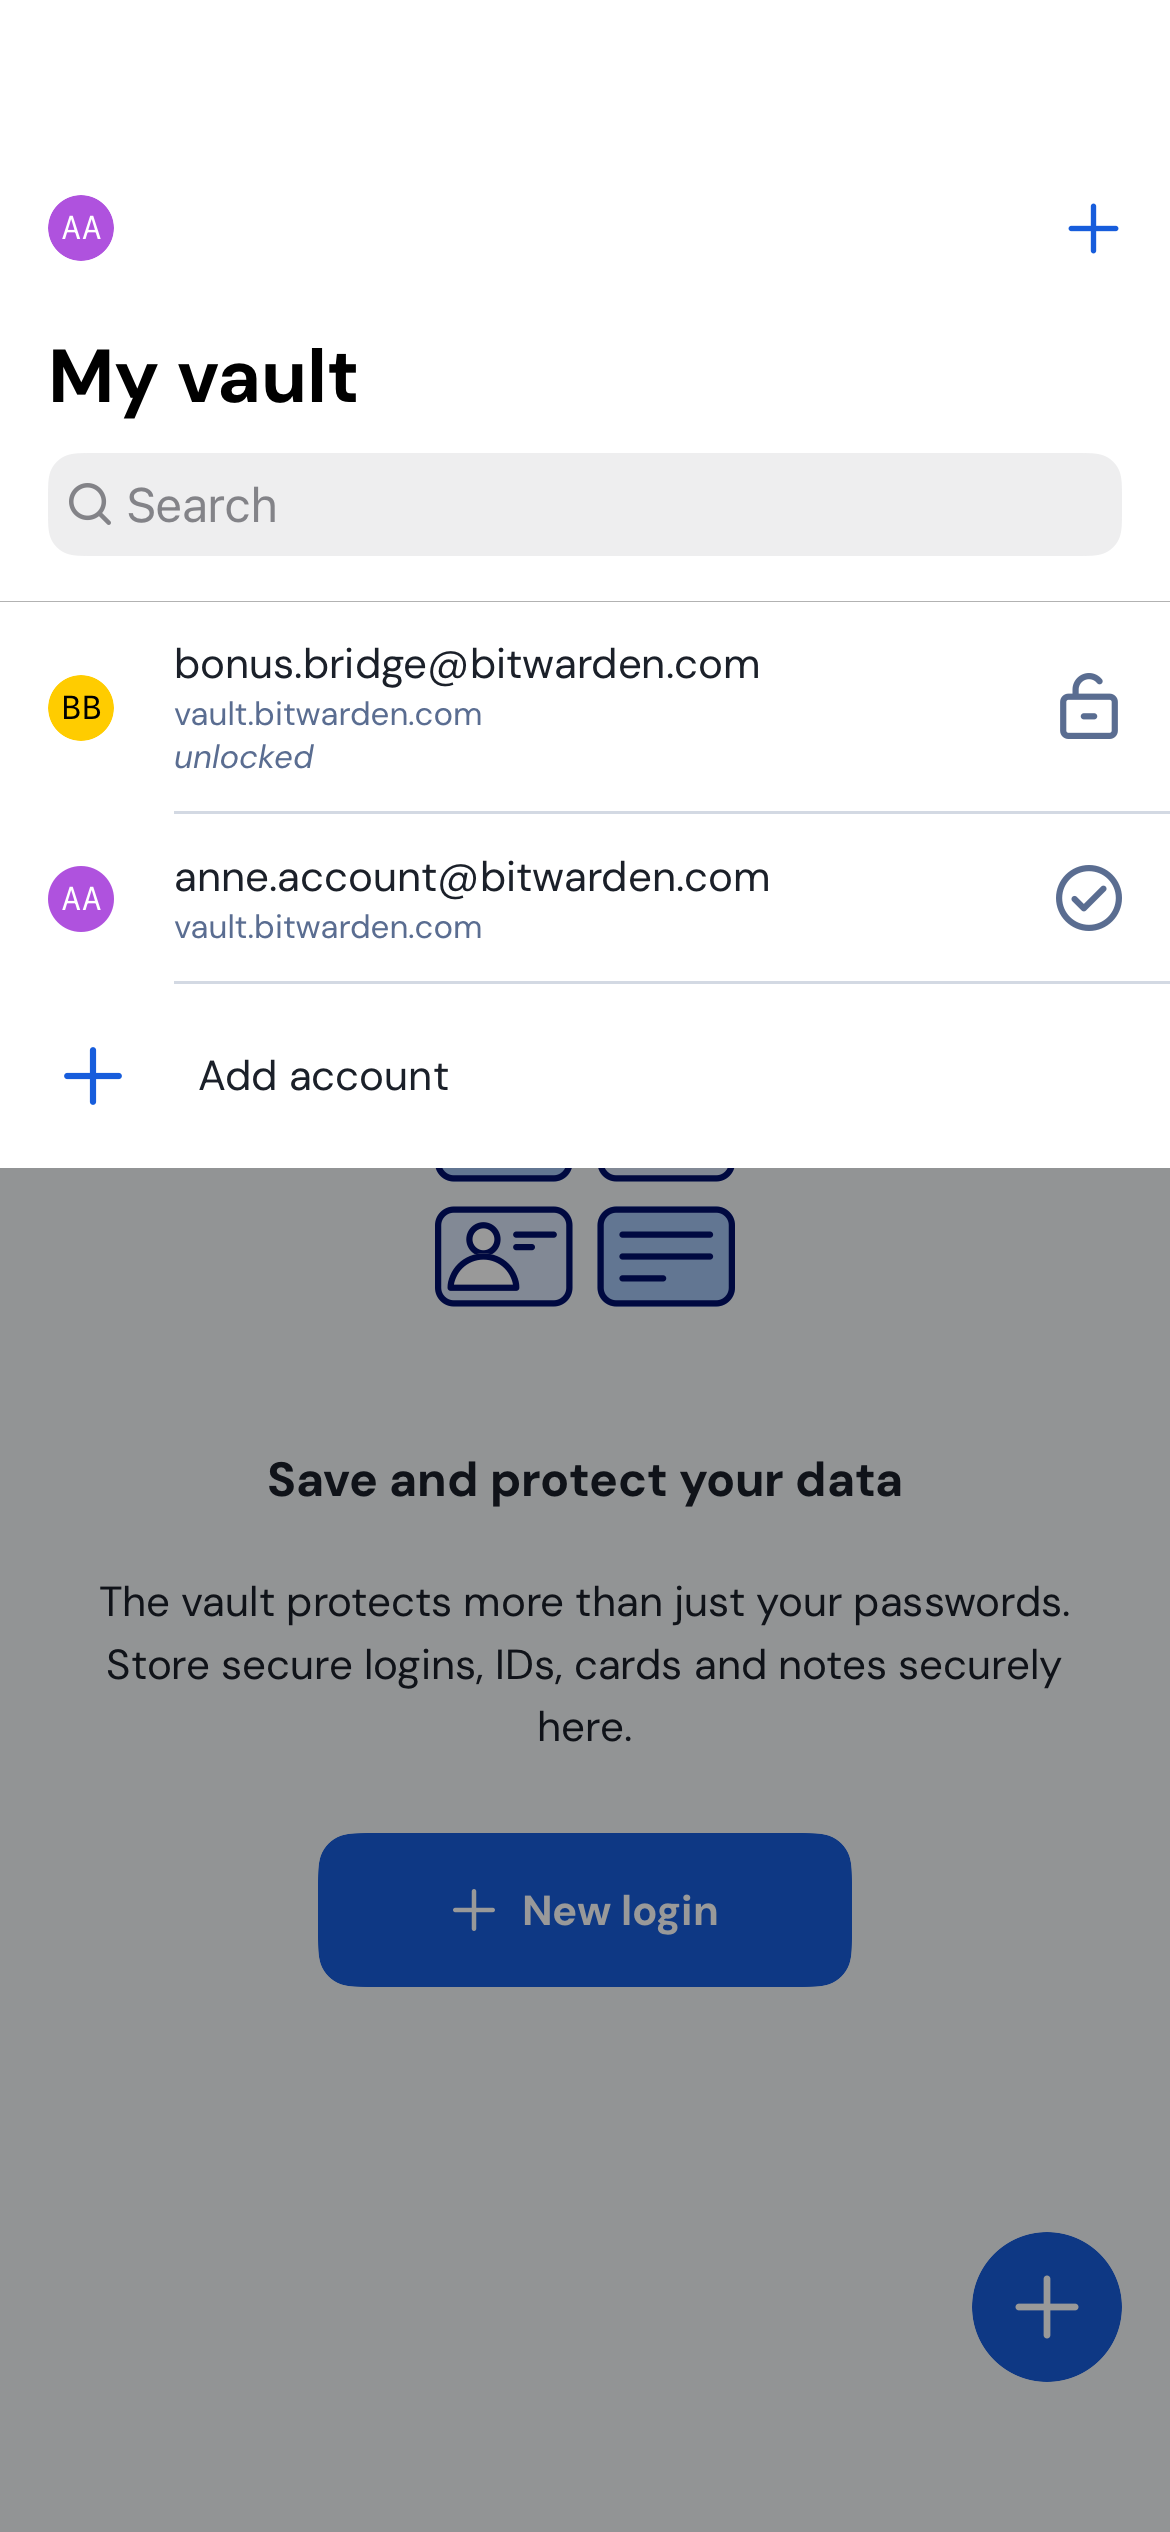 AA
My vault
Search
BB
bonus.bridge@bitwarden.com
vault.bitwarden.com
unlocked
AA
anne.account@bitwarden.com
vault.bitwarden.com
Add account
Save and protect your data
The vault protects more than just your passwords.
Store secure logins, IDs, cards and notes securely
here.
New login